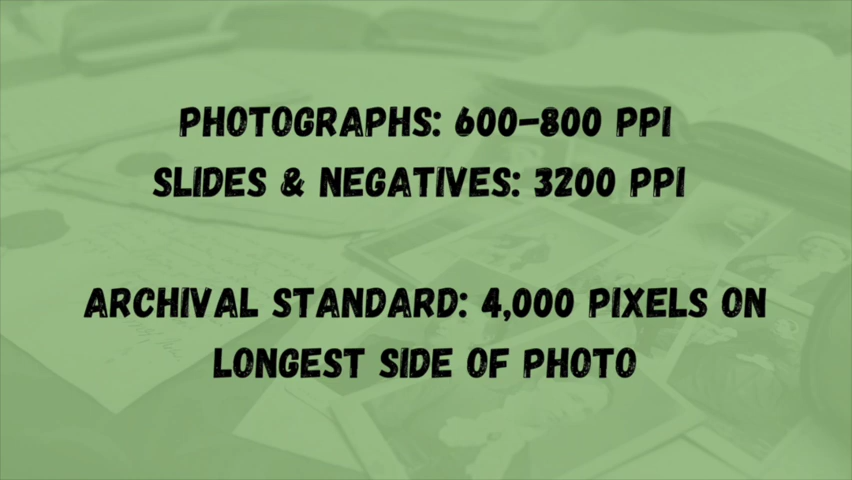 PHOTOGRAPHS: 600-800 PPI
SLIDES & NEGATIVES: 3200 PPI
ARCHIVAL STANDARD: 4,000 PIXELS ON
LONGEST SIDE OF PHOTO